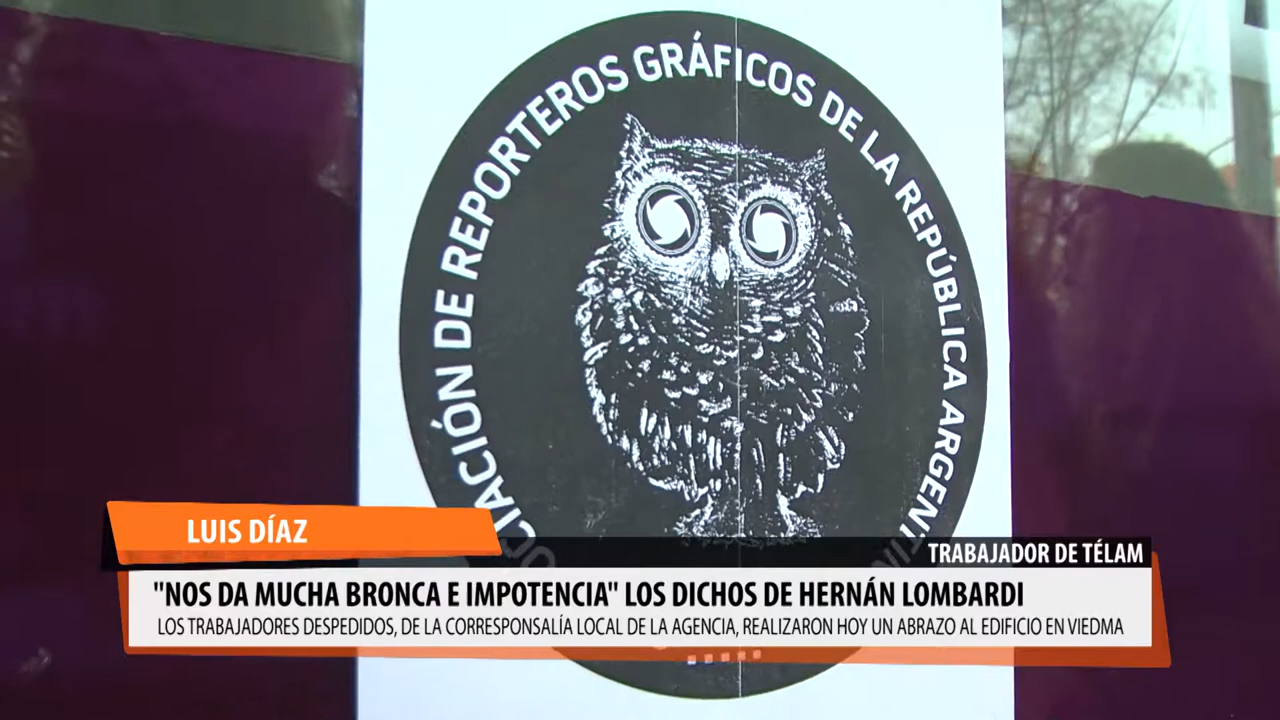 CIACIÓN DE REPORTEROS GRÁFICOS DE LA REPÚBLICA ARGENTIN
LUIS DÍAZ
TRABAJADOR DE TÉLAM
"NOS DA MUCHA BRONCA E IMPOTENCIA" LOS DICHOS DE HERNÁN LOMBARDI
LOS TRABAJADORES DESPEDIDOS, DE LA CORRESPONSALÍA LOCAL DE LA AGENCIA, REALIZARON HOY UN ABRAZO AL EDIFICIO EN VIEDMA